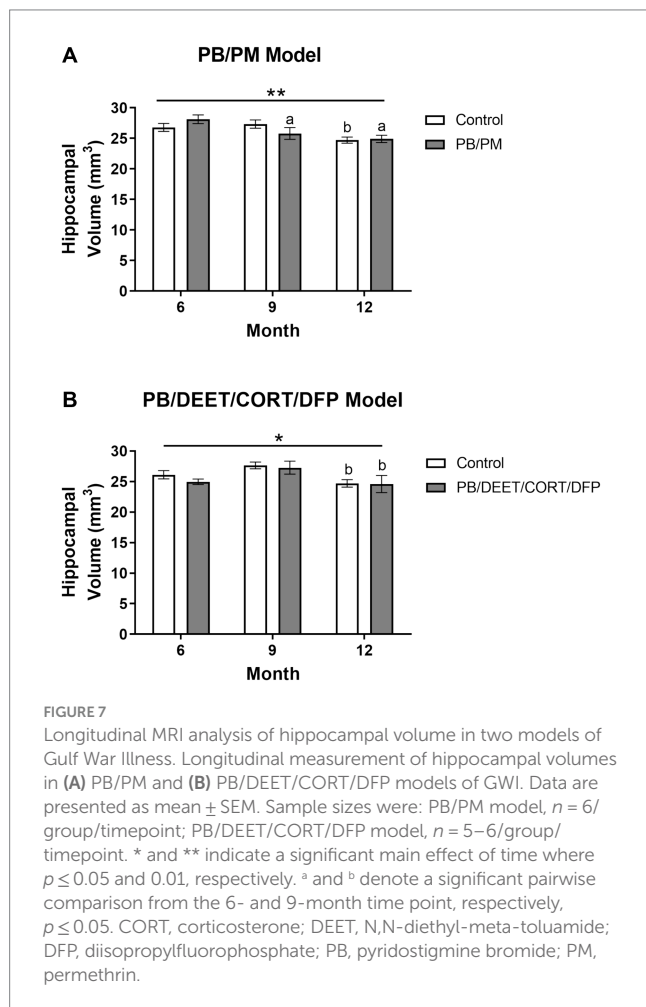 A PB/PM Model
**
30
25
20
15
10
5
0
Hippocampal
Volume (mm³)
a
b
a
Control
PB/PM
6 9 12
Month
B PB/DEET/CORT/DFP Model
*
30
25
20
15
10
5
0
Hippocampal
Volume (mm³)
b
b
Control
PB/DEET/CORT/DFP
6 9 12
Month
FIGURE 7
Longitudinal MRI analysis of hippocampal volume in two models of
Gulf War Illness. Longitudinal measurement of hippocampal volumes
in (A) PB/PM and (B) PB/DEET/CORT/DFP models of GWI. Data are
presented as mean ± SEM. Sample sizes were: PB/PM model, n = 6/
group/timepoint; PB/DEET/CORT/DFP model, n = 5–6/group/
timepoint. * and ** indicate a significant main effect of time where
p ≤ 0.05 and 0.01, respectively. ᵃ and ᵇ denote a significant pairwise
comparison from the 6- and 9-month time point, respectively,
p ≤ 0.05. CORT, corticosterone; DEET, N,N-diethyl-meta-toluamide;
DFP, diisopropylfluorophosphate; PB, pyridostigmine bromide; PM,
permethrin.